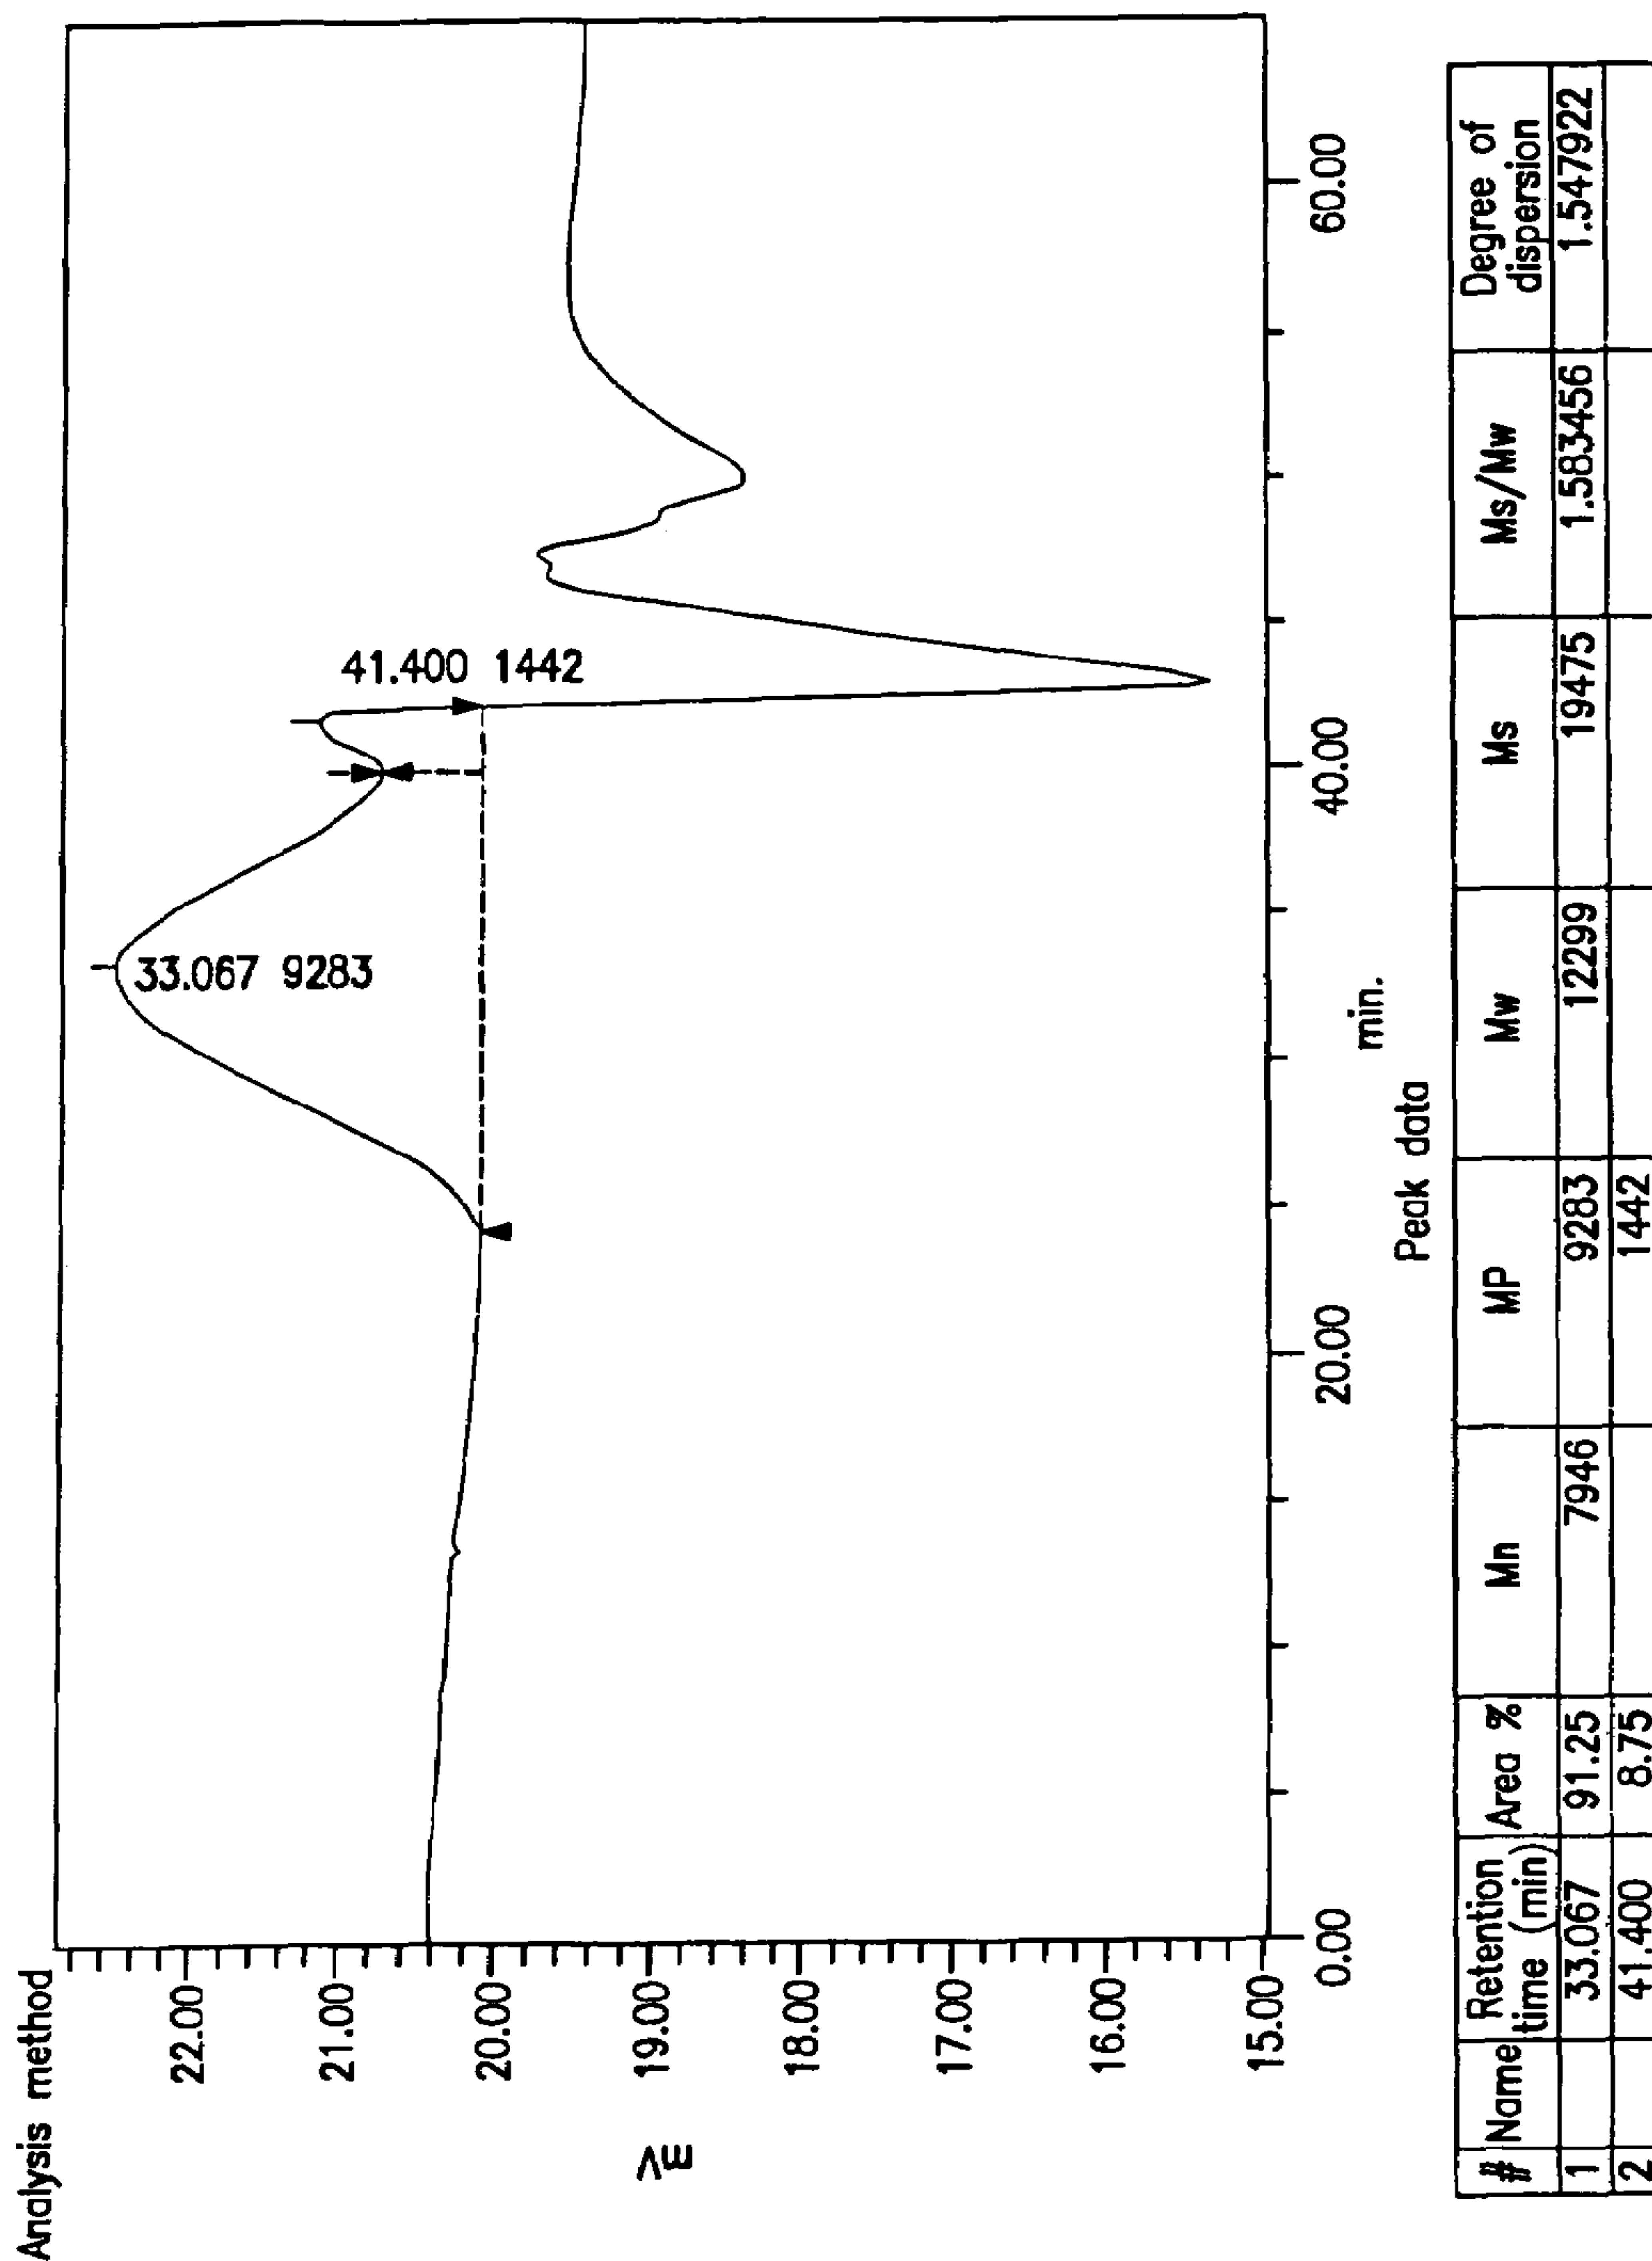 Analysis method
mV
22.00
21.00
20.00
19.00
18.00
17.00
16.00
15.00
33.067 9283
41.400 1442
0.00 20.00 40.00 60.00
min.
Peak data
# Name Retention time (min) Area % Mn MP Mw Ms Ms/Mw Degree of dispersion
1 33.067 91.25 7946 9283 12299 19475 1.583456 1.547922
2 41.400 8.75 1442